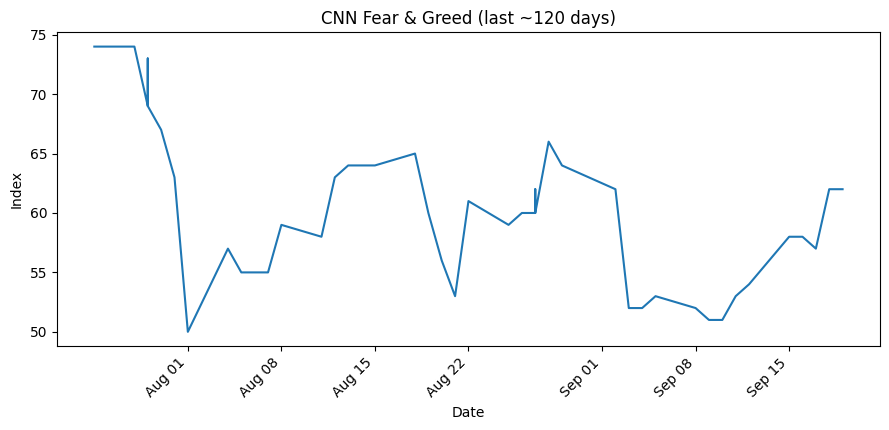 CNN Fear & Greed (last ~120 days)
75
70
65
60
55
50
Index
Aug 01
Aug 08
Aug 15
Aug 22
Sep 01
Sep 08
Sep 15
Date